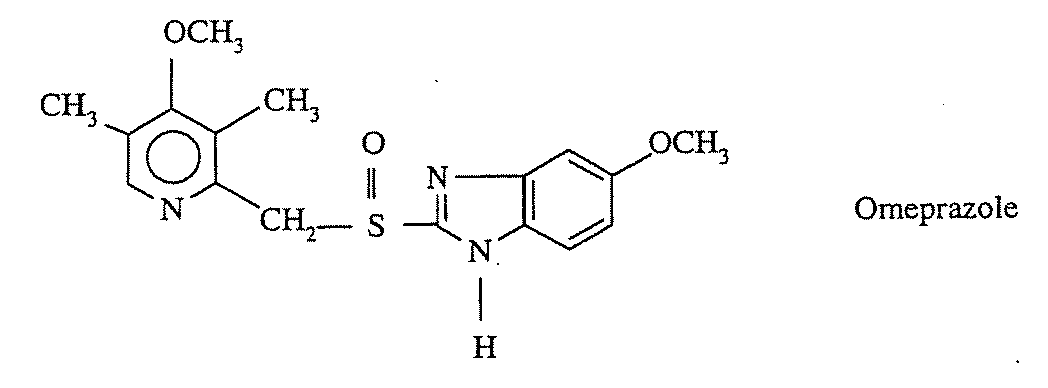 OCH3
CH3
CH3
O
N
OCH3
Omeprazole
N
CH2
S
N
H